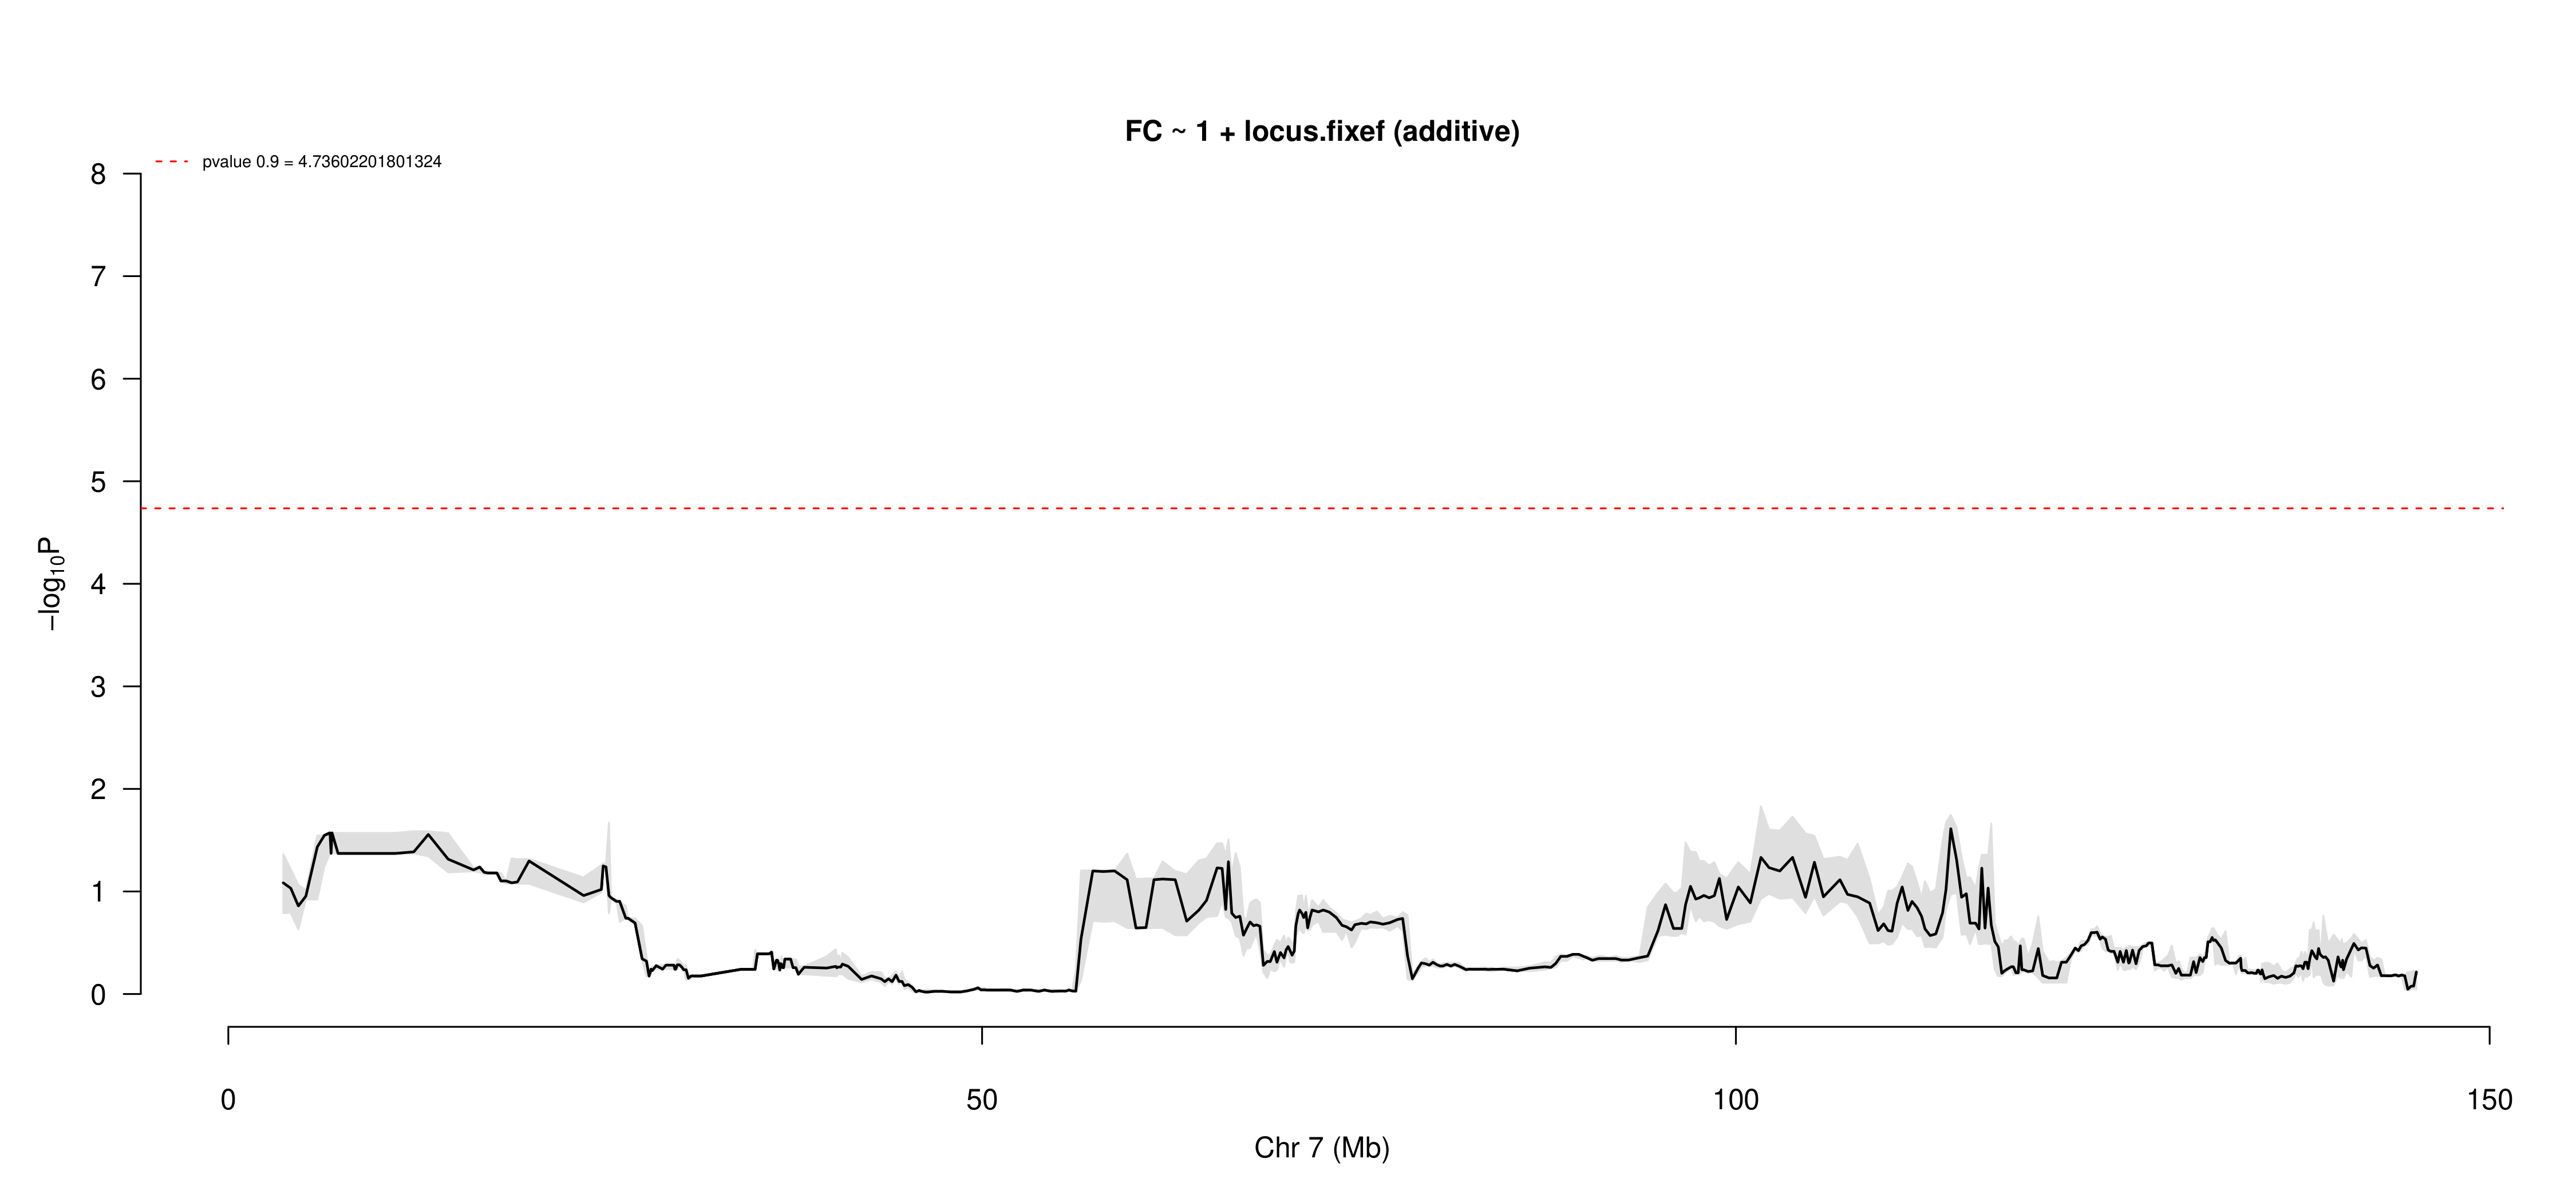 FC ~ 1 + locus.fixef (additive)
pvalue 0.9 = 4.73602201801324
8
7
6
5
4
3
2
1
0
−log10P
0 50 100 150
Chr 7 (Mb)